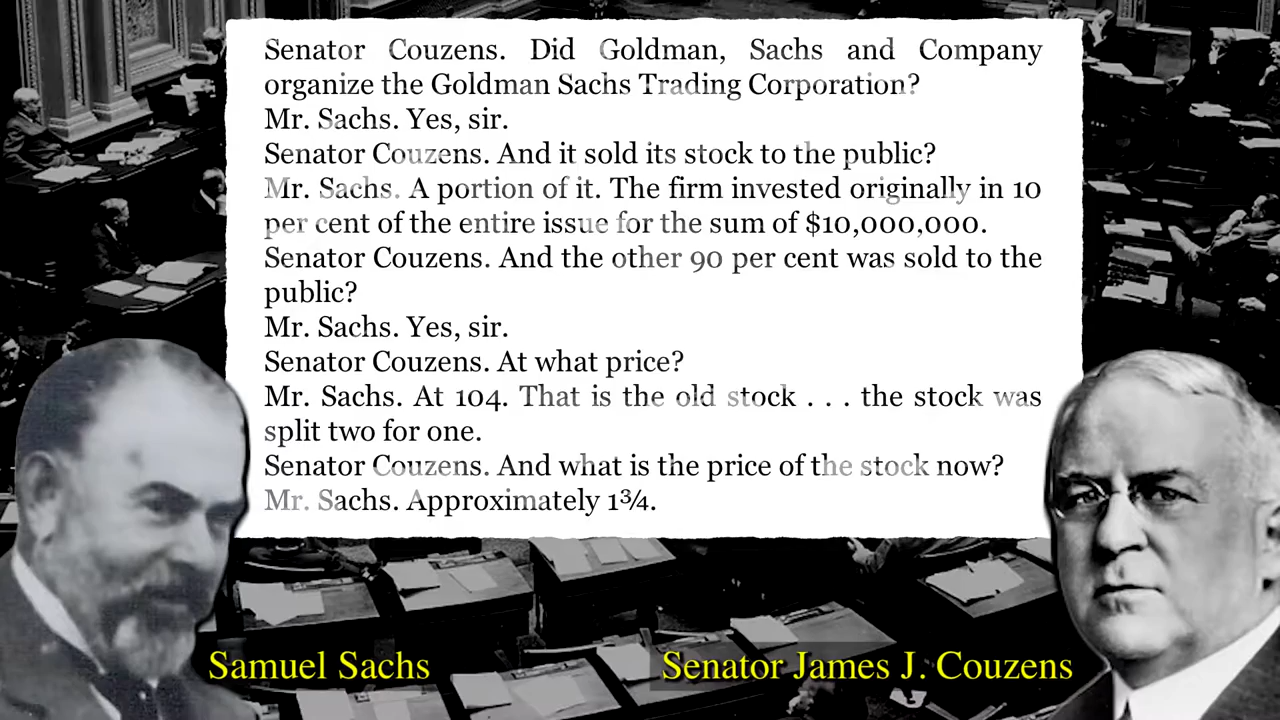 Senator Couzens. Did Goldman, Sachs and Company
organize the Goldman Sachs Trading Corporation?
Mr. Sachs. Yes, sir.
Senator Couzens. And it sold its stock to the public?
Mr. Sachs. A portion of it. The firm invested originally in 10
per cent of the entire issue for the sum of $10,000,000.
Senator Couzens. And the other 90 per cent was sold to the
public?
Mr. Sachs. Yes, sir.
Senator Couzens. At what price?
Mr. Sachs. At 104. That is the old stock . . . the stock was
split two for one.
Senator Couzens. And what is the price of the stock now?
Mr. Sachs. Approximately 1¾.
Samuel Sachs
Senator James J. Couzens